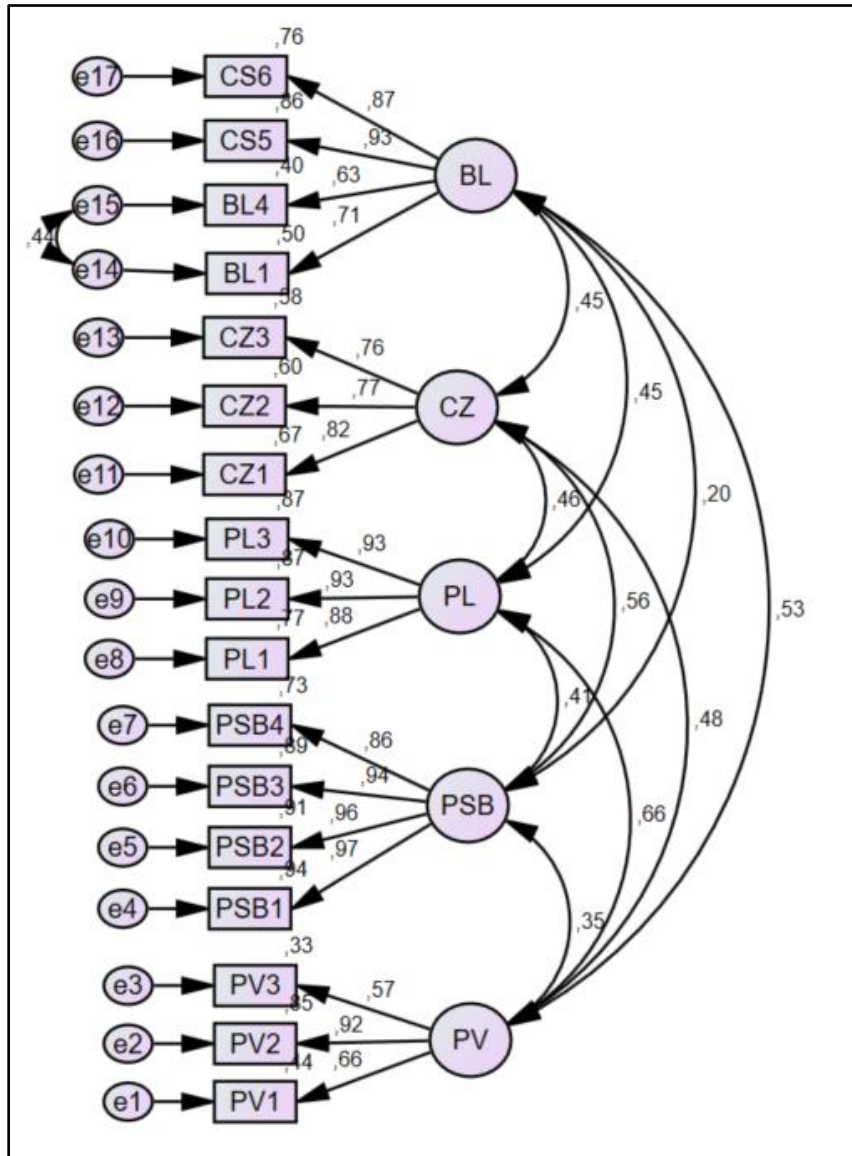 ,76
e17 CS6 ,87
,86
e16 CS5 ,93
,40
BL
e15 BL4 ,63
,44
,50 ,71
e14 BL1
,58
,45
e13 CZ3 ,76
,60
,45
e12 CZ2 ,77
CZ
,67 ,82
e11 CZ1
,87
,46
,20
e10 PL3 ,93
,87
e9 PL2 ,93
PL
,56
,53
,77 ,88
e8 PL1
,73
,41
,48
e7 PSB4 ,86
,89
e6 PSB3 ,94
PSB
,91
,66
e5 PSB2 ,96
,94 ,97
e4 PSB1
,35
,33
e3 PV3 ,57
,85
e2 PV2 ,92
PV
,44 ,66
e1 PV1